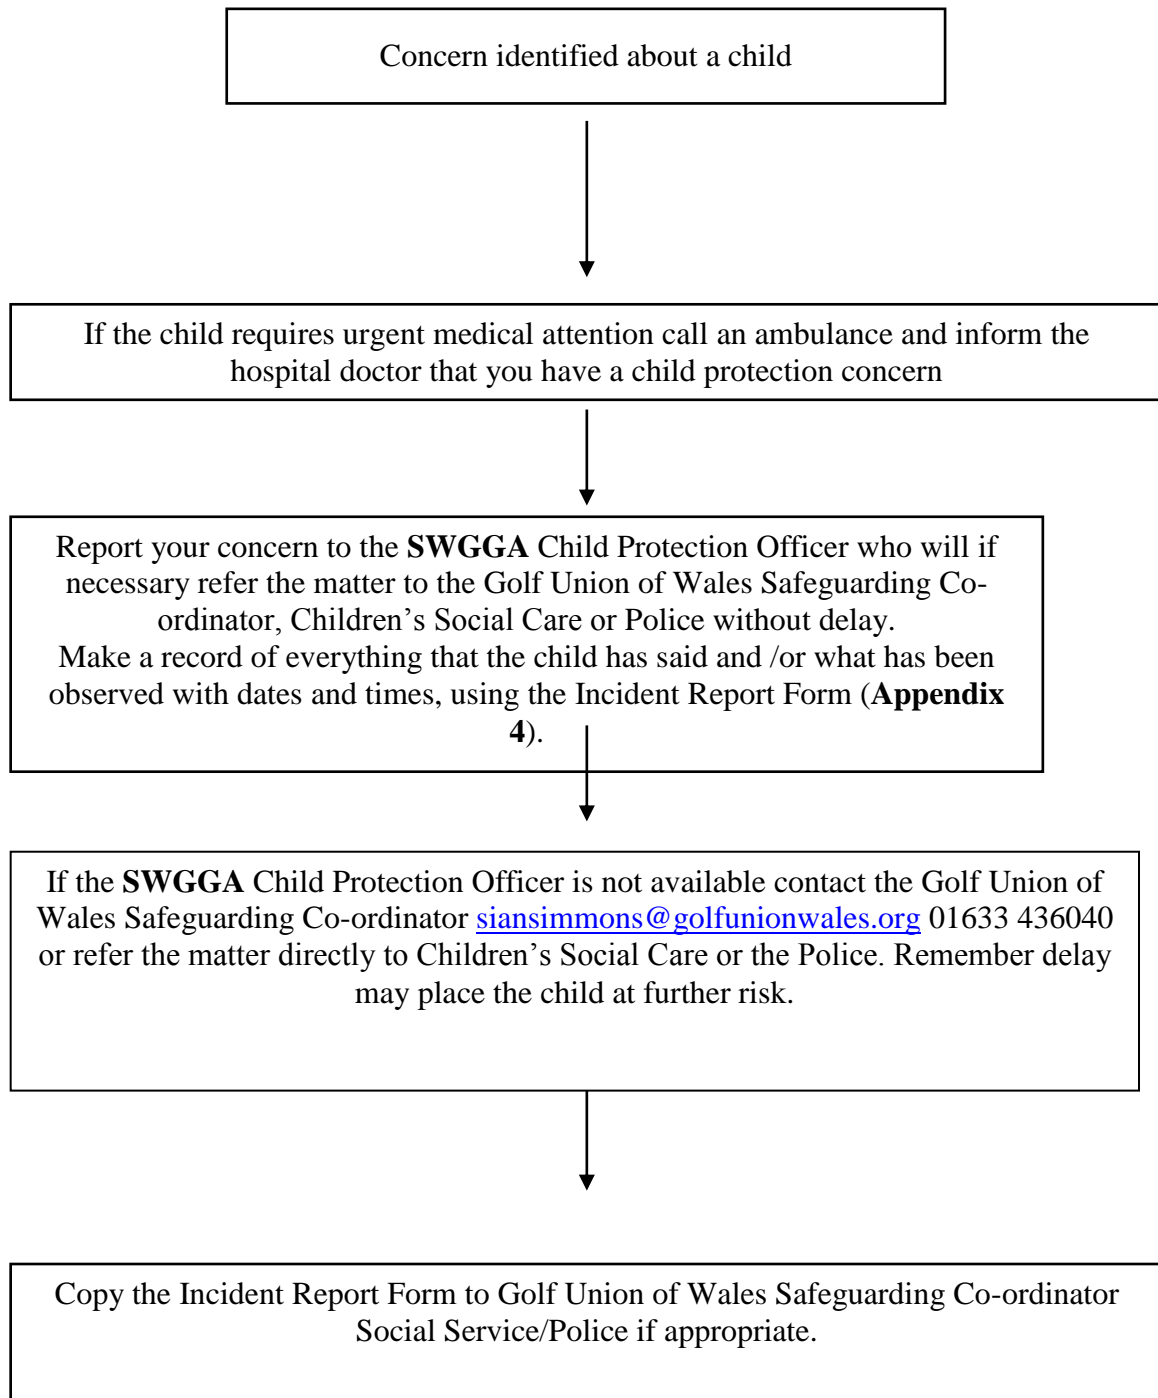 Concern identified about a child
If the child requires urgent medical attention call an ambulance and inform the
hospital doctor that you have a child protection concern
Report your concern to the SWGGA Child Protection Officer who will if
necessary refer the matter to the Golf Union of Wales Safeguarding Co-
ordinator, Children’s Social Care or Police without delay.
Make a record of everything that the child has said and /or what has been
observed with dates and times, using the Incident Report Form (Appendix
4).
If the SWGGA Child Protection Officer is not available contact the Golf Union of
Wales Safeguarding Co-ordinator siansimmons@golfunionwales.org 01633 436040
or refer the matter directly to Children’s Social Care or the Police. Remember delay
may place the child at further risk.
Copy the Incident Report Form to Golf Union of Wales Safeguarding Co-ordinator
Social Service/Police if appropriate.